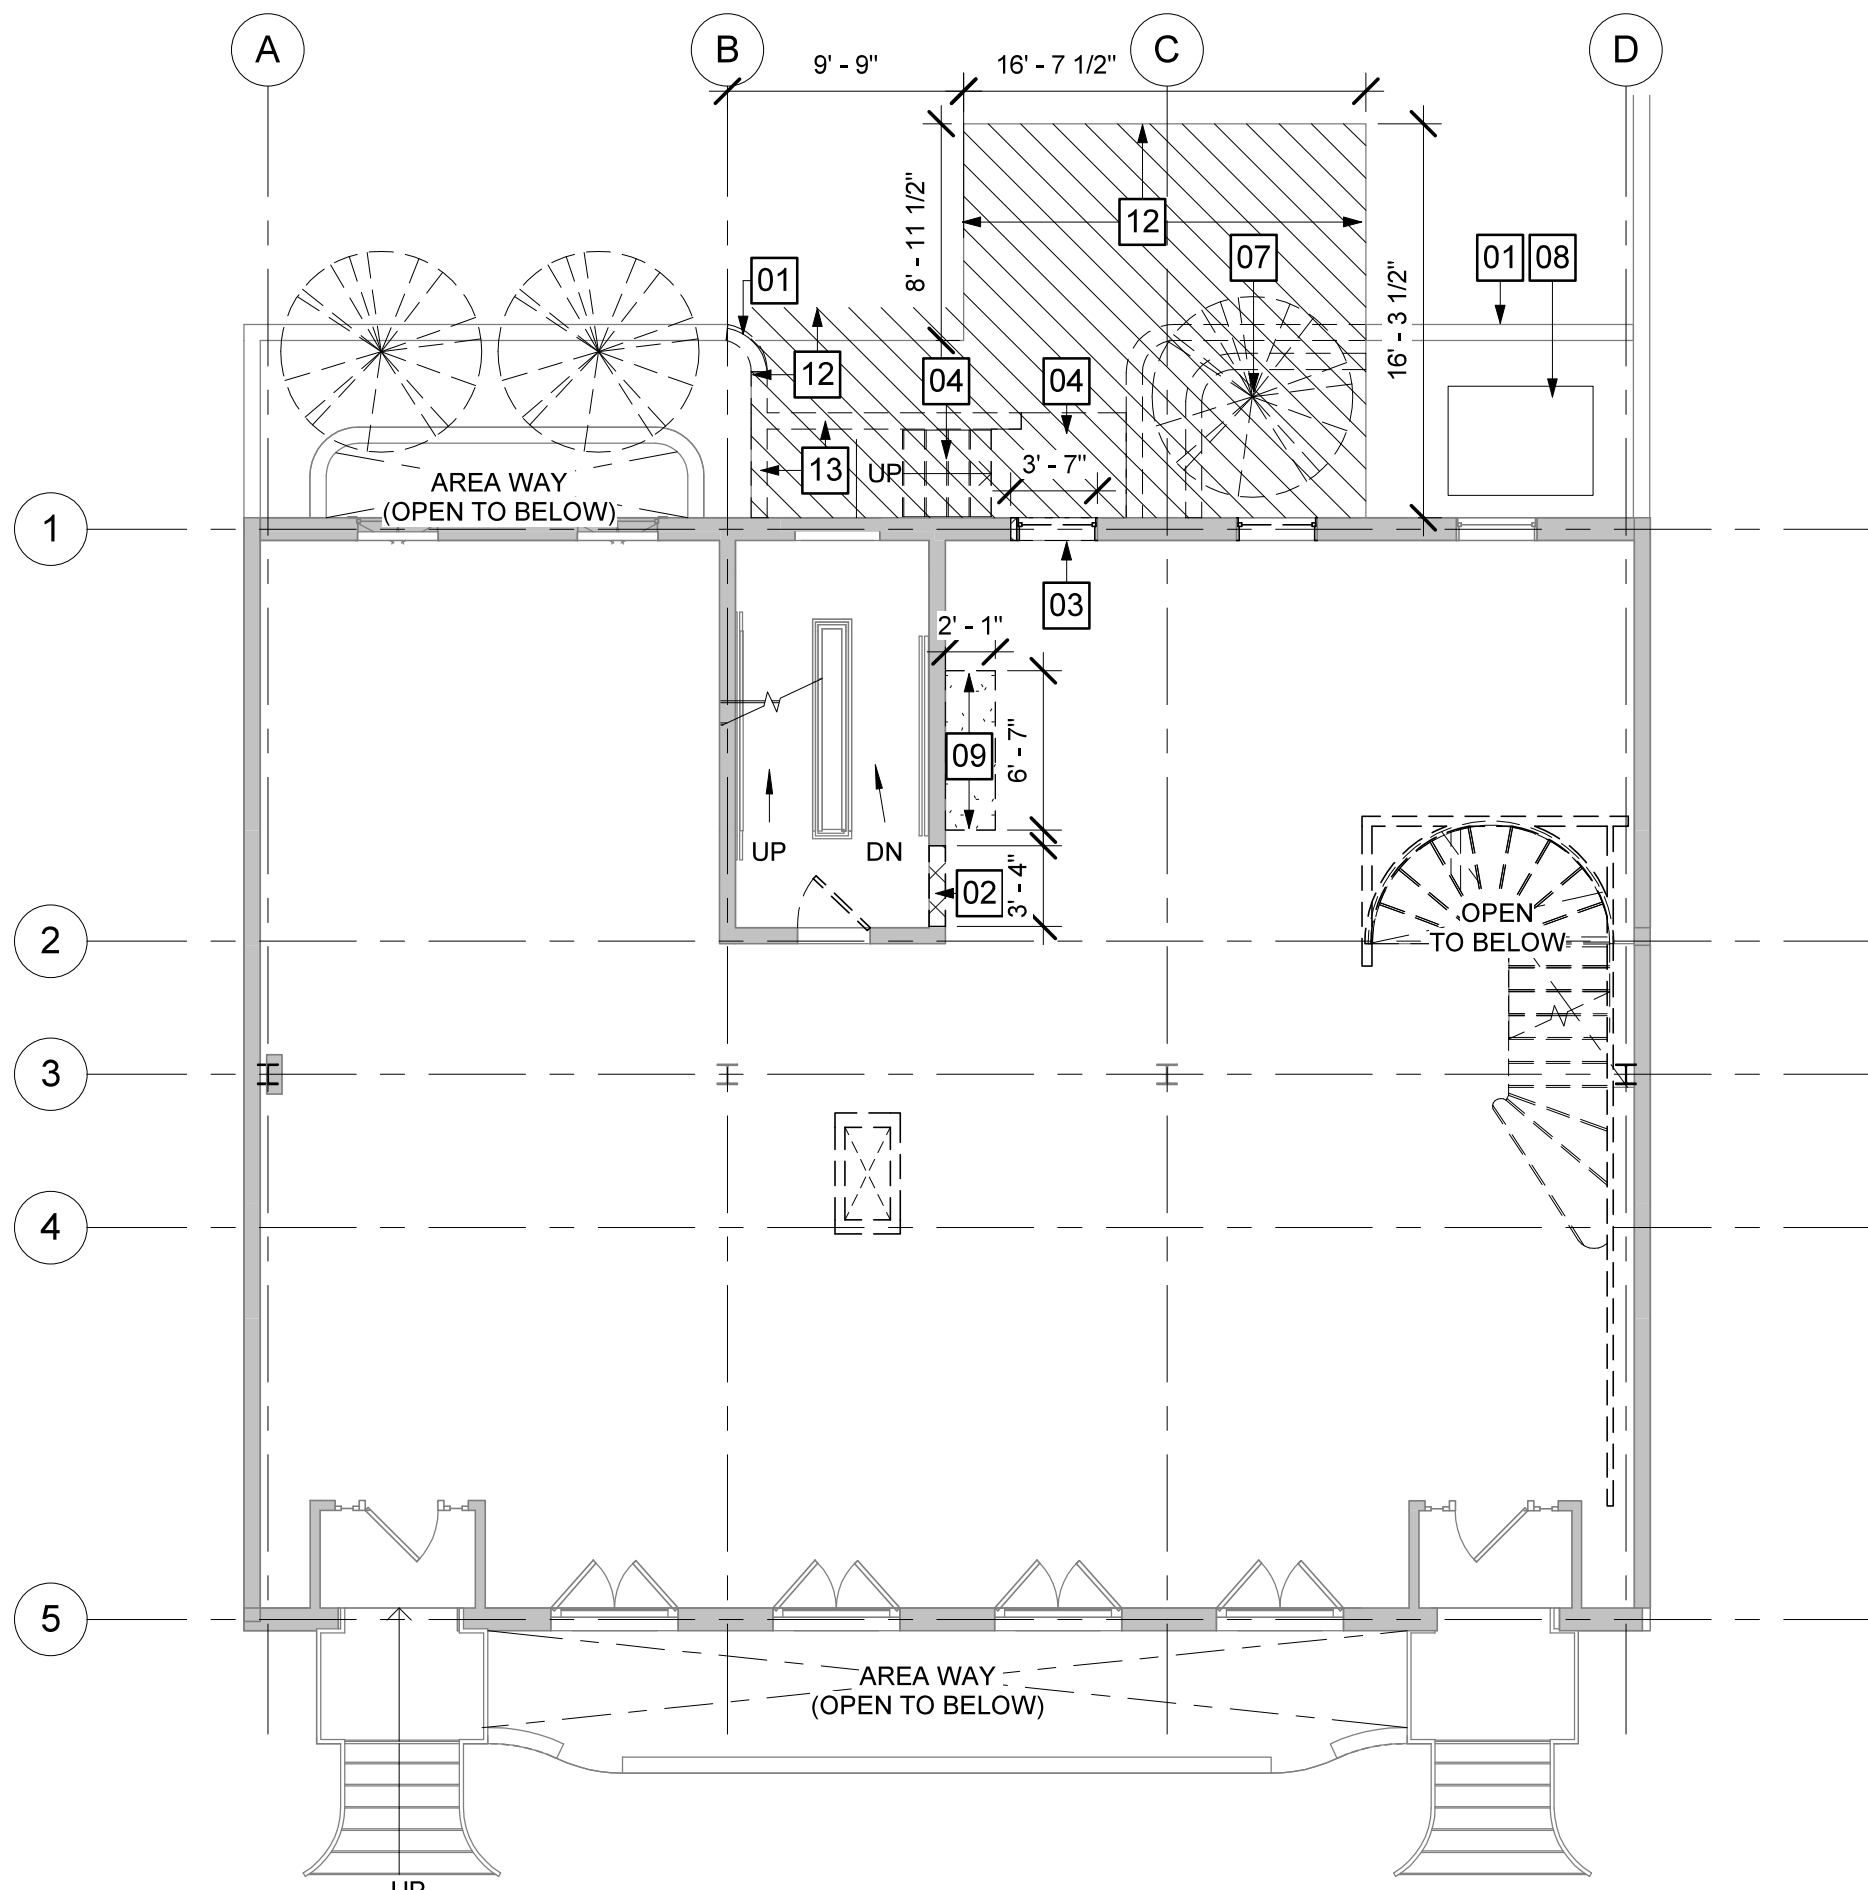 A
B
C
D
9' - 9"
16' - 7 1/2"
8' - 11 1/2"
12
07
01
08
01
16' - 3 1/2"
12
04
04
13
UP
3' - 7"
AREA WAY
(OPEN TO BELOW)
1
03
2' - 1"
09
6' - 7"
UP
DN
02
3' - 4"
OPEN
TO BELOW
2
3
4
5
AREA WAY
(OPEN TO BELOW)
UP